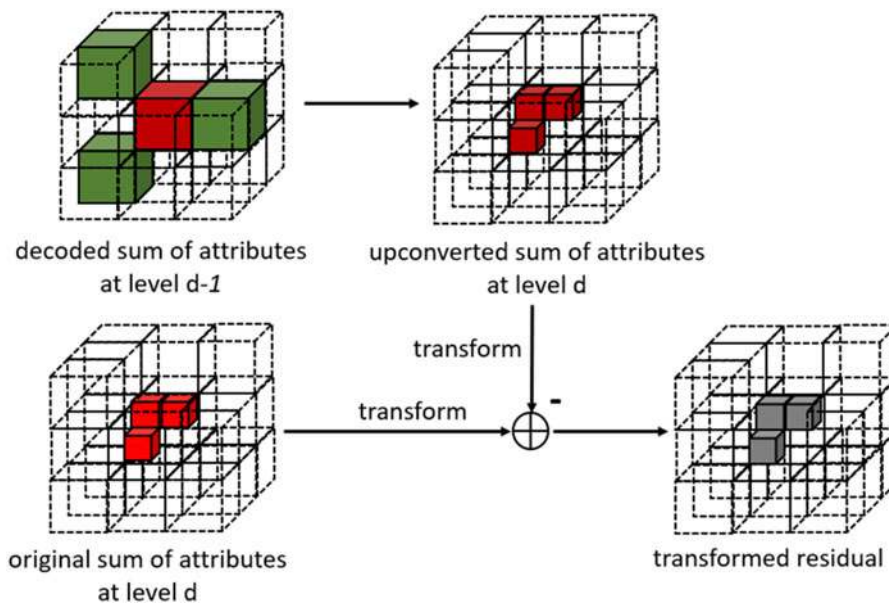 decoded sum of attributes
at level d-1
upconverted sum of attributes
at level d
transform
-
transform
original sum of attributes
at level d
transformed residual